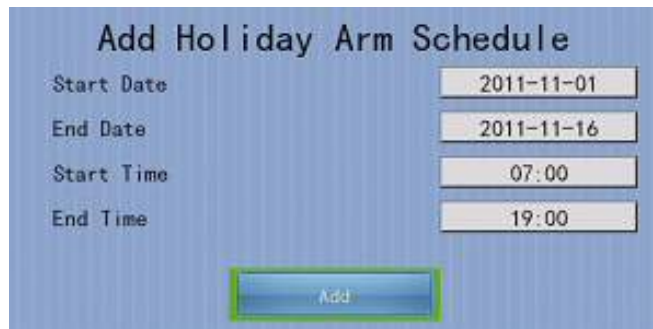 Add Holiday Arm Schedule
Start Date 2011-11-01
End Date 2011-11-16
Start Time 07:00
End Time 19:00
Add